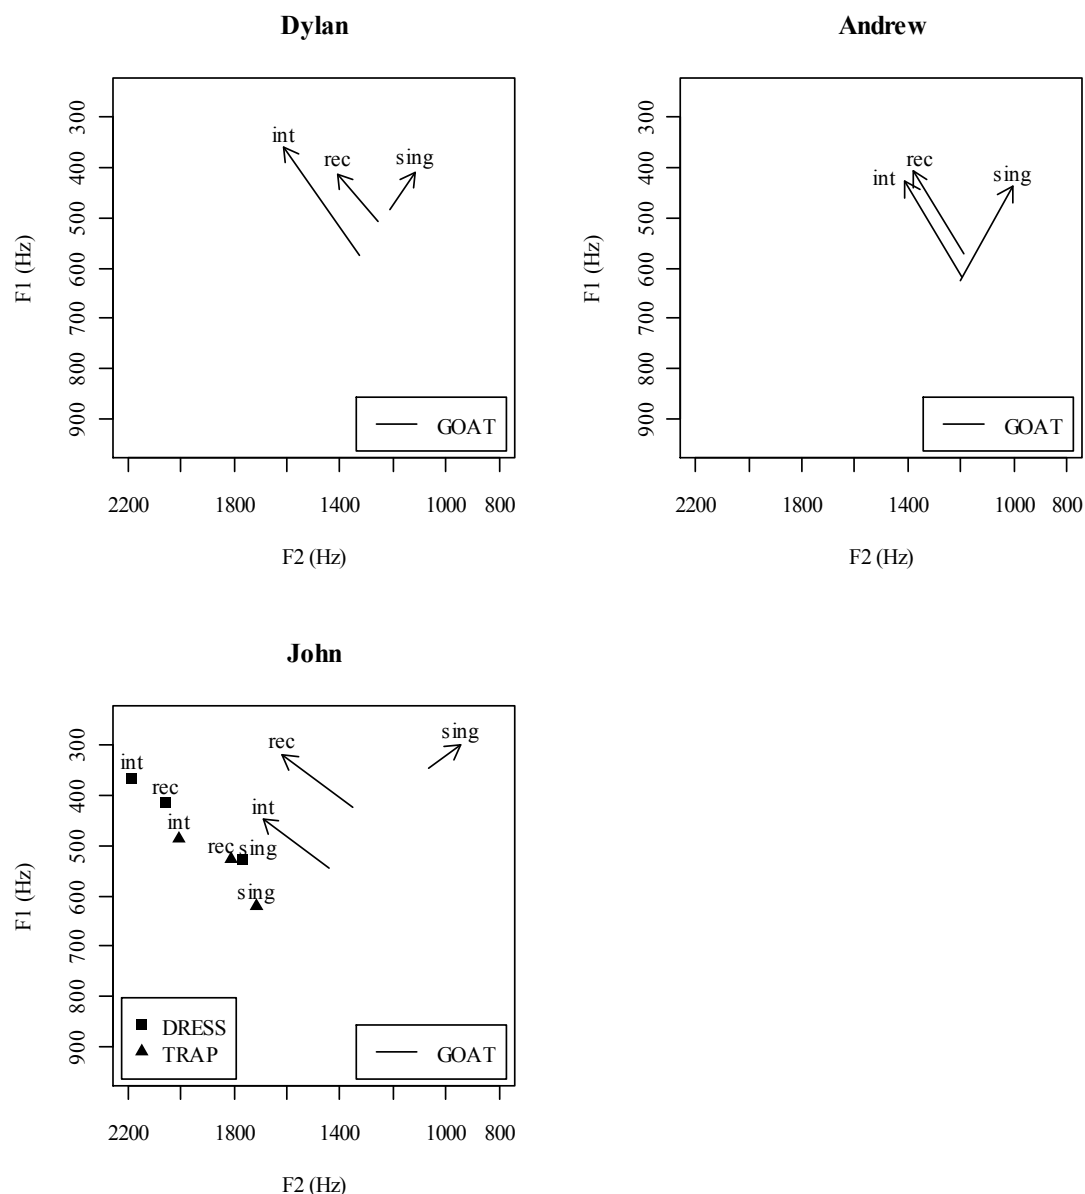 Dylan
300
400
500
600
700
800
900
F1 (Hz)
int
rec
sing
GOAT
2200
1800
1400
1000
800
F2 (Hz)
Andrew
300
400
500
600
700
800
900
F1 (Hz)
int
rec
sing
GOAT
2200
1800
1400
1000
800
F2 (Hz)
John
300
400
500
600
700
800
900
F1 (Hz)
int
rec
int
rec
sing
sing
rec
int
sing
DRESS
TRAP
GOAT
2200
1800
1400
1000
800
F2 (Hz)